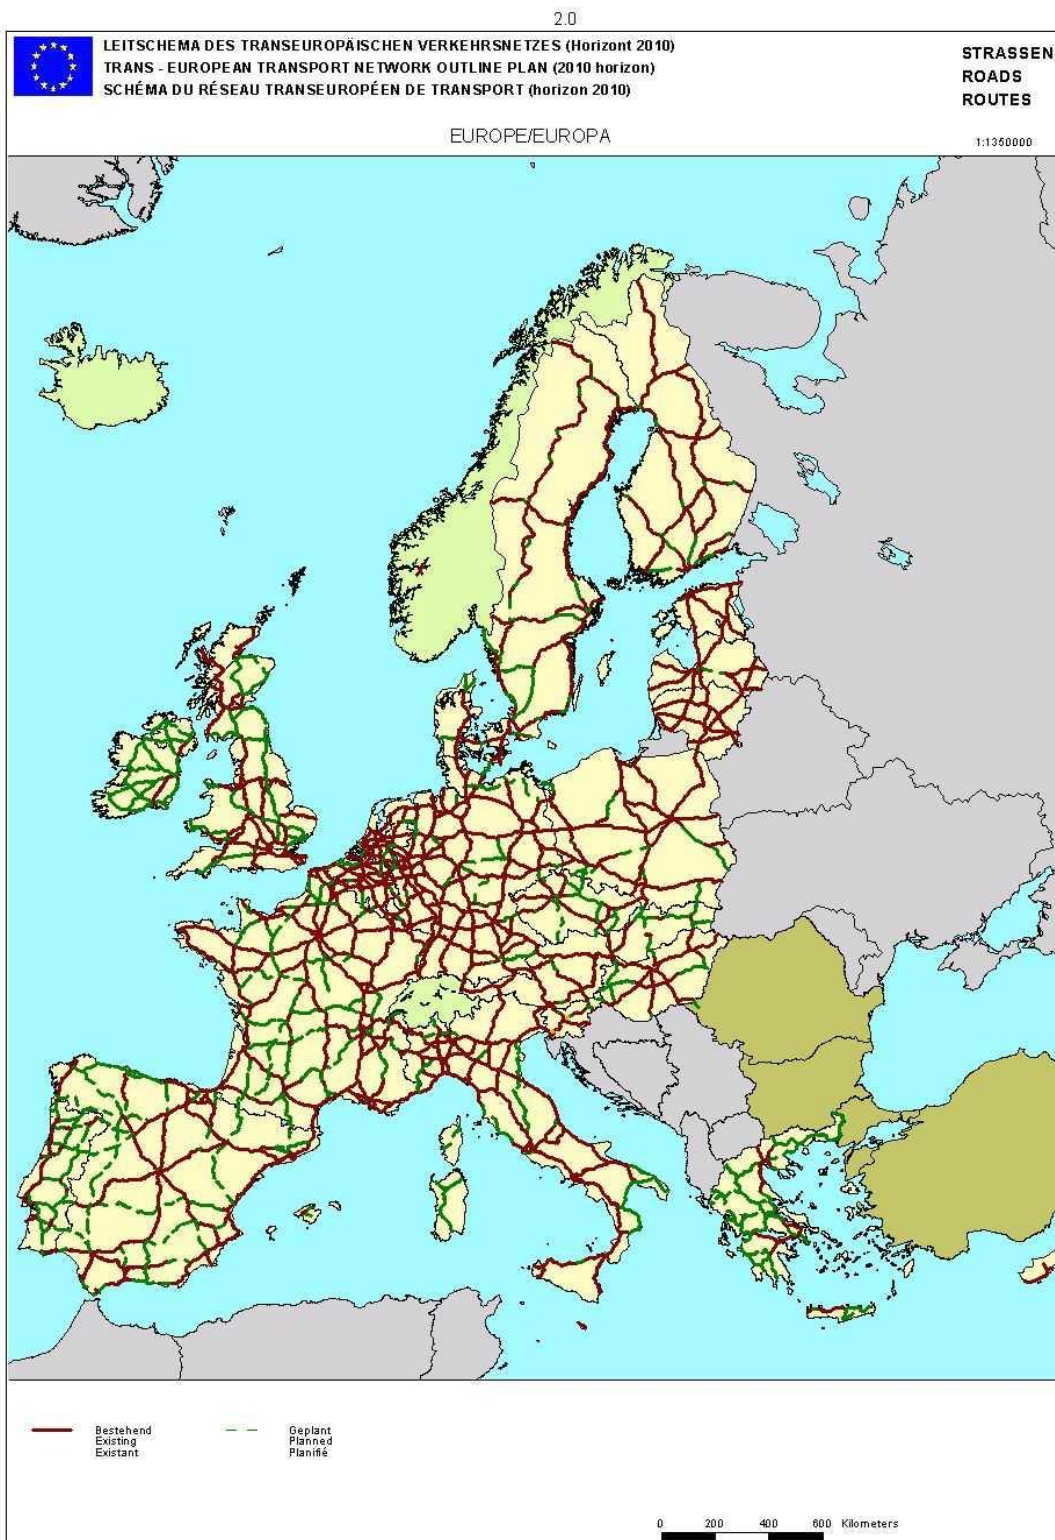 2.0
LEITSCHEMA DES TRANSEUROPÄISCHEN VERKEHRSNETZES (Horizont 2010)
TRANS - EUROPEAN TRANSPORT NETWORK OUTLINE PLAN (2010 horizon)
SCHÉMA DU RÉSEAU TRANSEUROPÉEN DE TRANSPORT (horizon 2010)
STRASSEN
ROADS
ROUTES
EUROPE/EUROPA
1:1350000
Bestehend
Existing
Existant
Geplant
Planned
Planifié
0 200 400 600 Kilometers